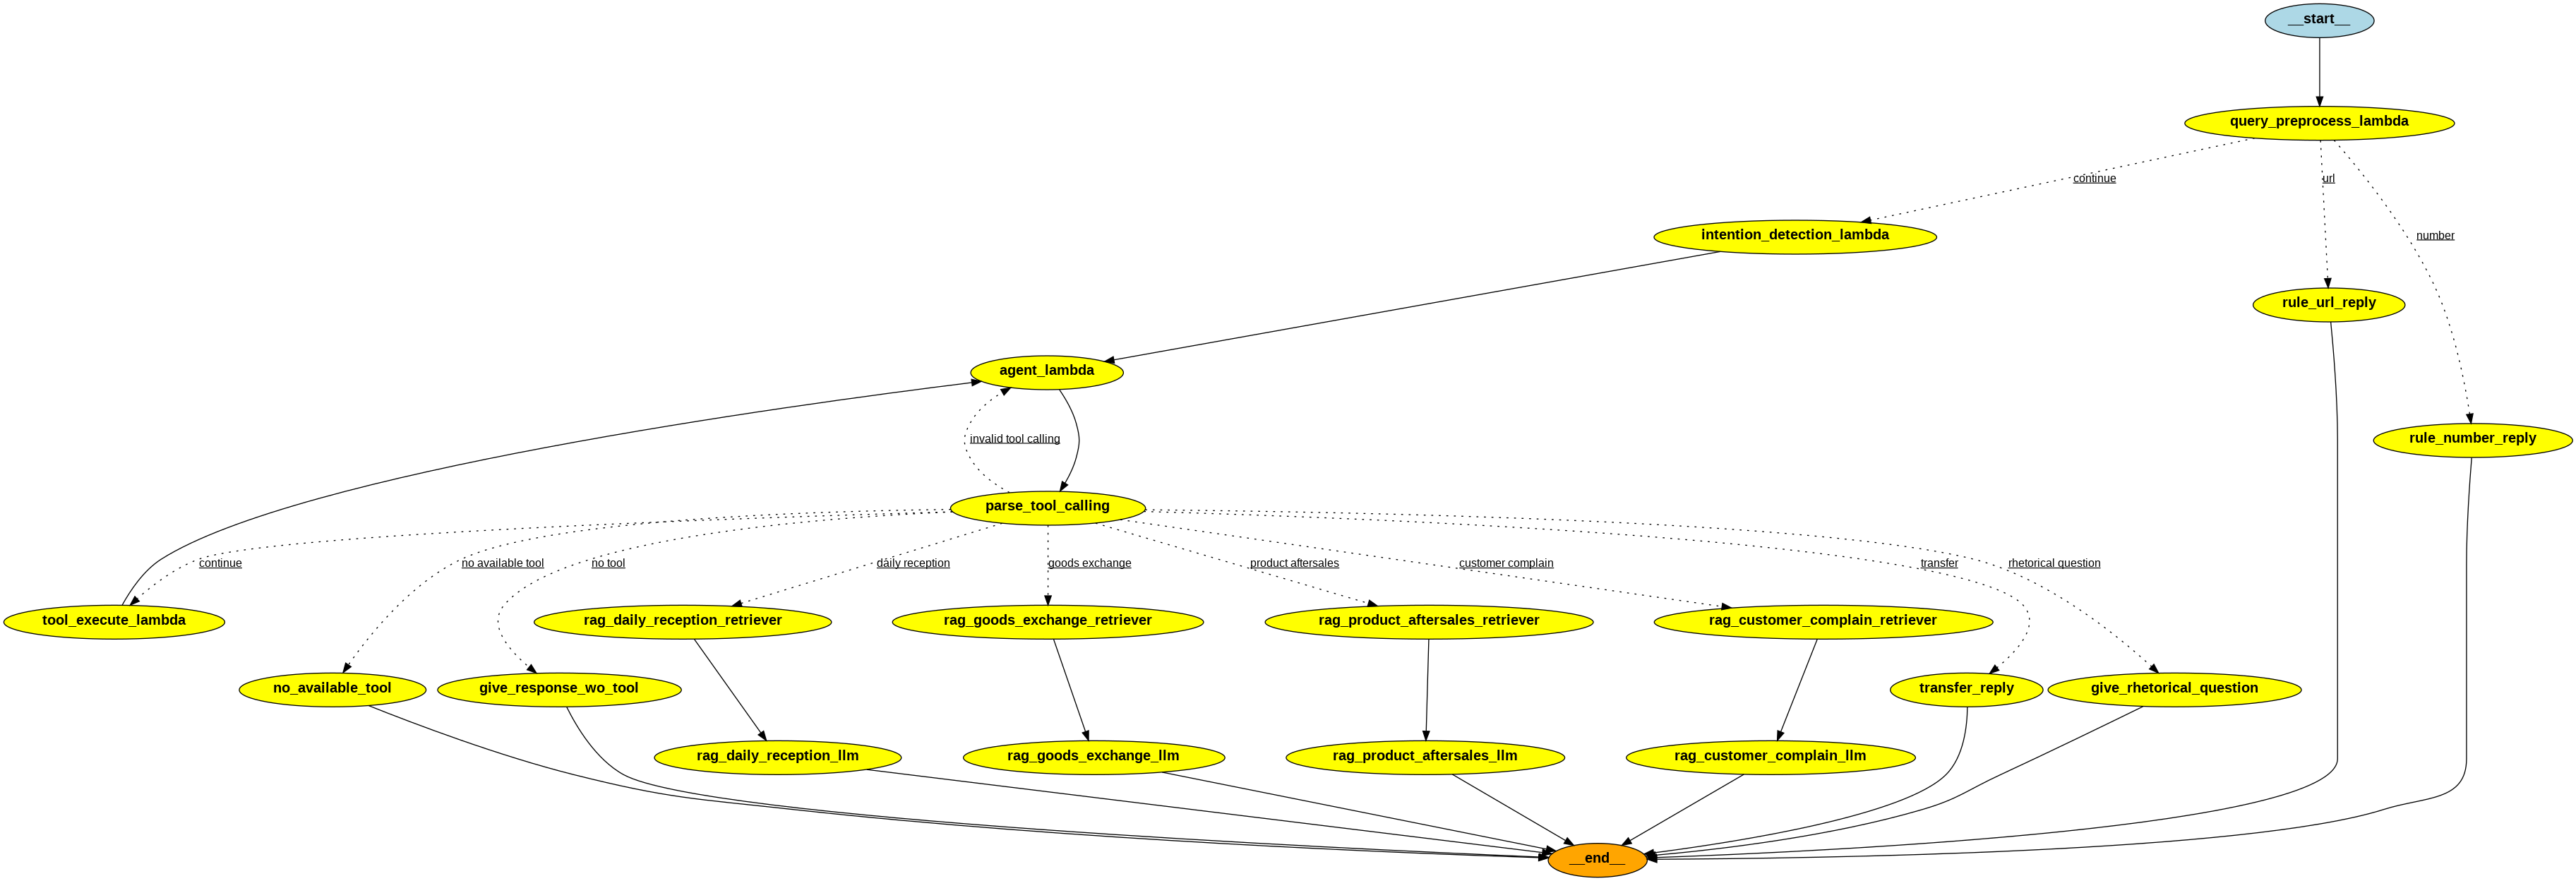 __start__
query_preprocess_lambda
continue
url
intention_detection_lambda
number
rule_url_reply
agent_lambda
invalid tool calling
rule_number_reply
parse_tool_calling
continue
no available tool
no tool
daily reception
goods exchange
product aftersales
customer complain
transfer
rhetorical question
tool_execute_lambda
rag_daily_reception_retriever
rag_goods_exchange_retriever
rag_product_aftersales_retriever
rag_customer_complain_retriever
no_available_tool
give_response_wo_tool
transfer_reply
give_rhetorical_question
rag_daily_reception_llm
rag_goods_exchange_llm
rag_product_aftersales_llm
rag_customer_complain_llm
__end__